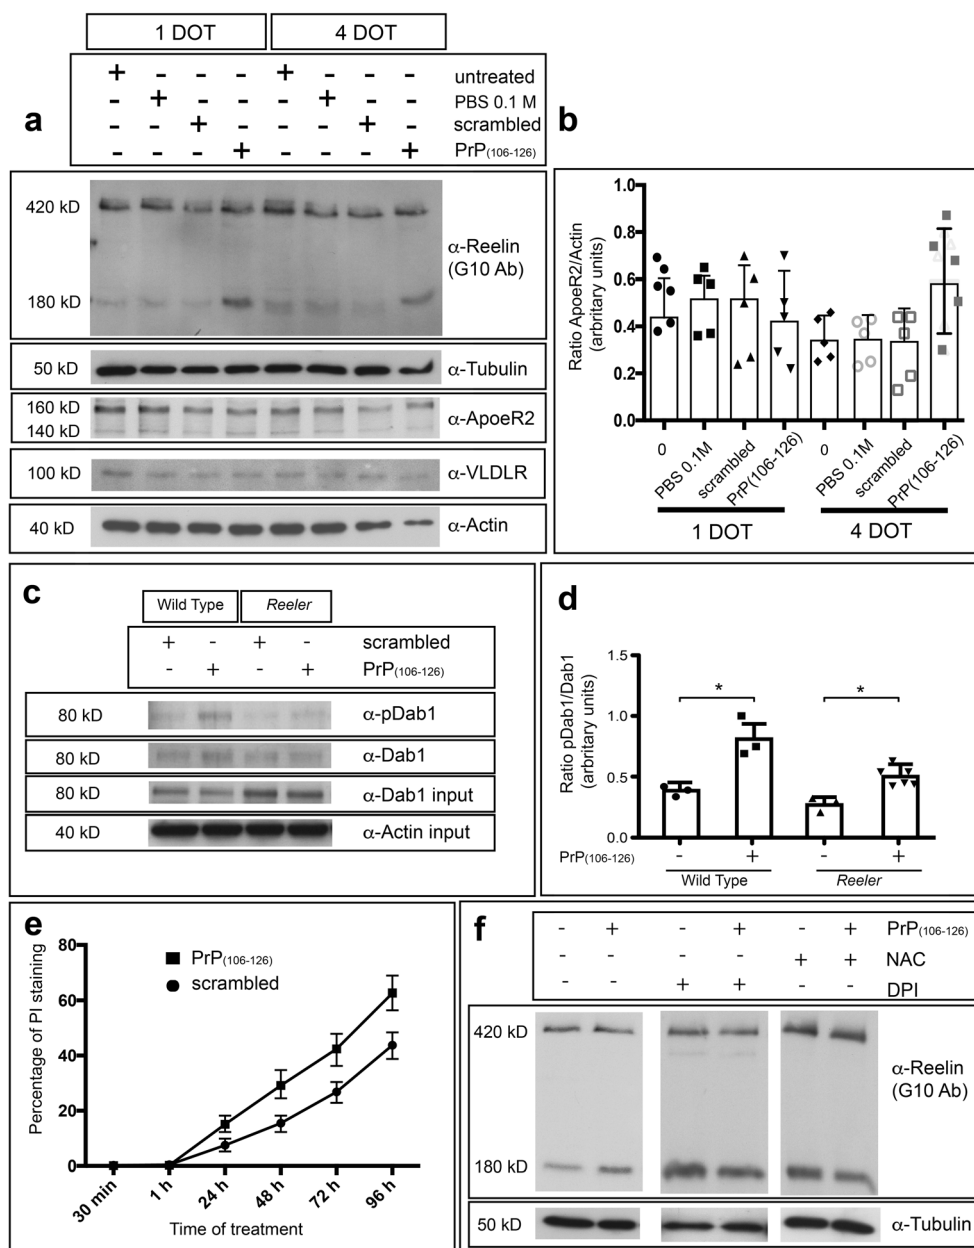 1 DOT 4 DOT
a
+ - - - + - - - untreated
- + - - - + - - PBS 0.1 M
- - + - - - + - scrambled
- - - + - - - + PrP(106-126)
420 kD
α-Reelin
(G10 Ab)
180 kD
50 kD α-Tubulin
160 kD
α-ApoeR2
140 kD
100 kD α-VLDLR
40 kD α-Actin
b
Ratio ApoeR2/Actin
(arbritary units)
1.0
0.8
0.6
0.4
0.2
0.0
0 PBS 0.1M scrambled PrP(106-126) 0 PBS 0.1M scrambled PrP(106-126)
1 DOT 4 DOT
c
Wild Type Reeler
+ - + - scrambled
- + - + PrP(106-126)
80 kD α-pDab1
80 kD α-Dab1
80 kD α-Dab1 input
40 kD α-Actin input
d
Ratio pDab1/Dab1
(arbritary units)
1.5
1.0
0.5
0.0
* *
PrP(106-126) - + - +
Wild Type Reeler
e
Percentage of PI staining
80
60
40
20
0
PrP(106-126)
scrambled
30 min 1 h 24 h 48 h 72 h 96 h
Time of treatment
f
- + - + - + PrP(106-126)
- - - - + + NAC
- - + + - - DPI
420 kD
α-Reelin
(G10 Ab)
180 kD
50 kD α-Tubulin